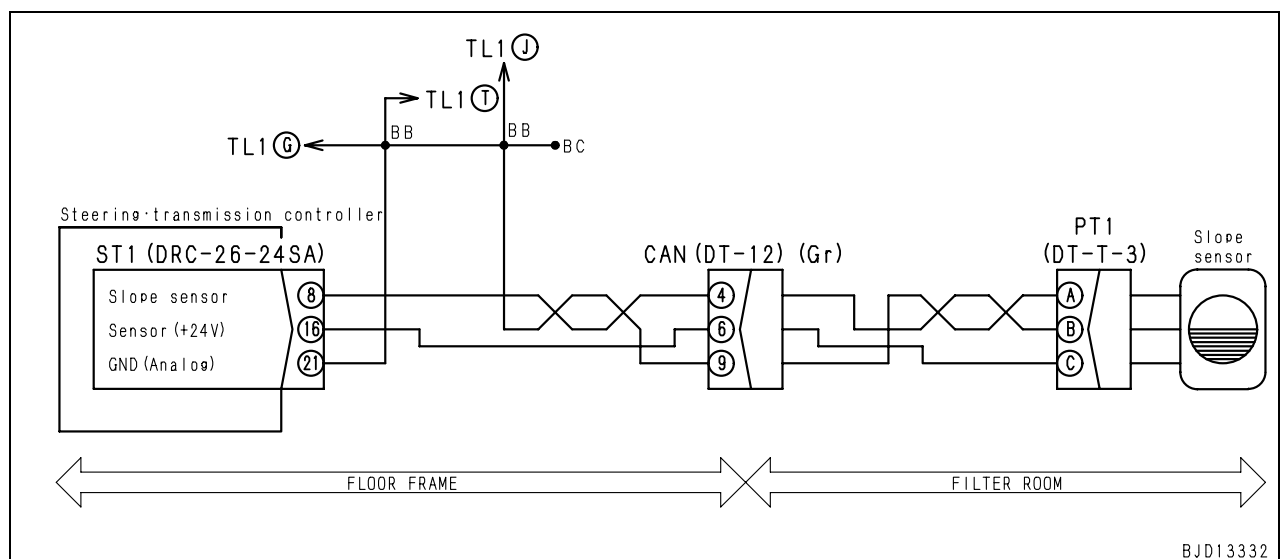 TL1 J
TL1 T
TL1 G
BB
BB
BC
Steering·transmission controller
ST1 (DRC-26-24SA)
Slope sensor
Sensor (+24V)
GND (Analog)
8
16
21
CAN (DT-12) (Gr)
4
6
9
PT1
(DT-T-3)
A
B
C
Slope
sensor
FLOOR FRAME
FILTER ROOM
BJD13332